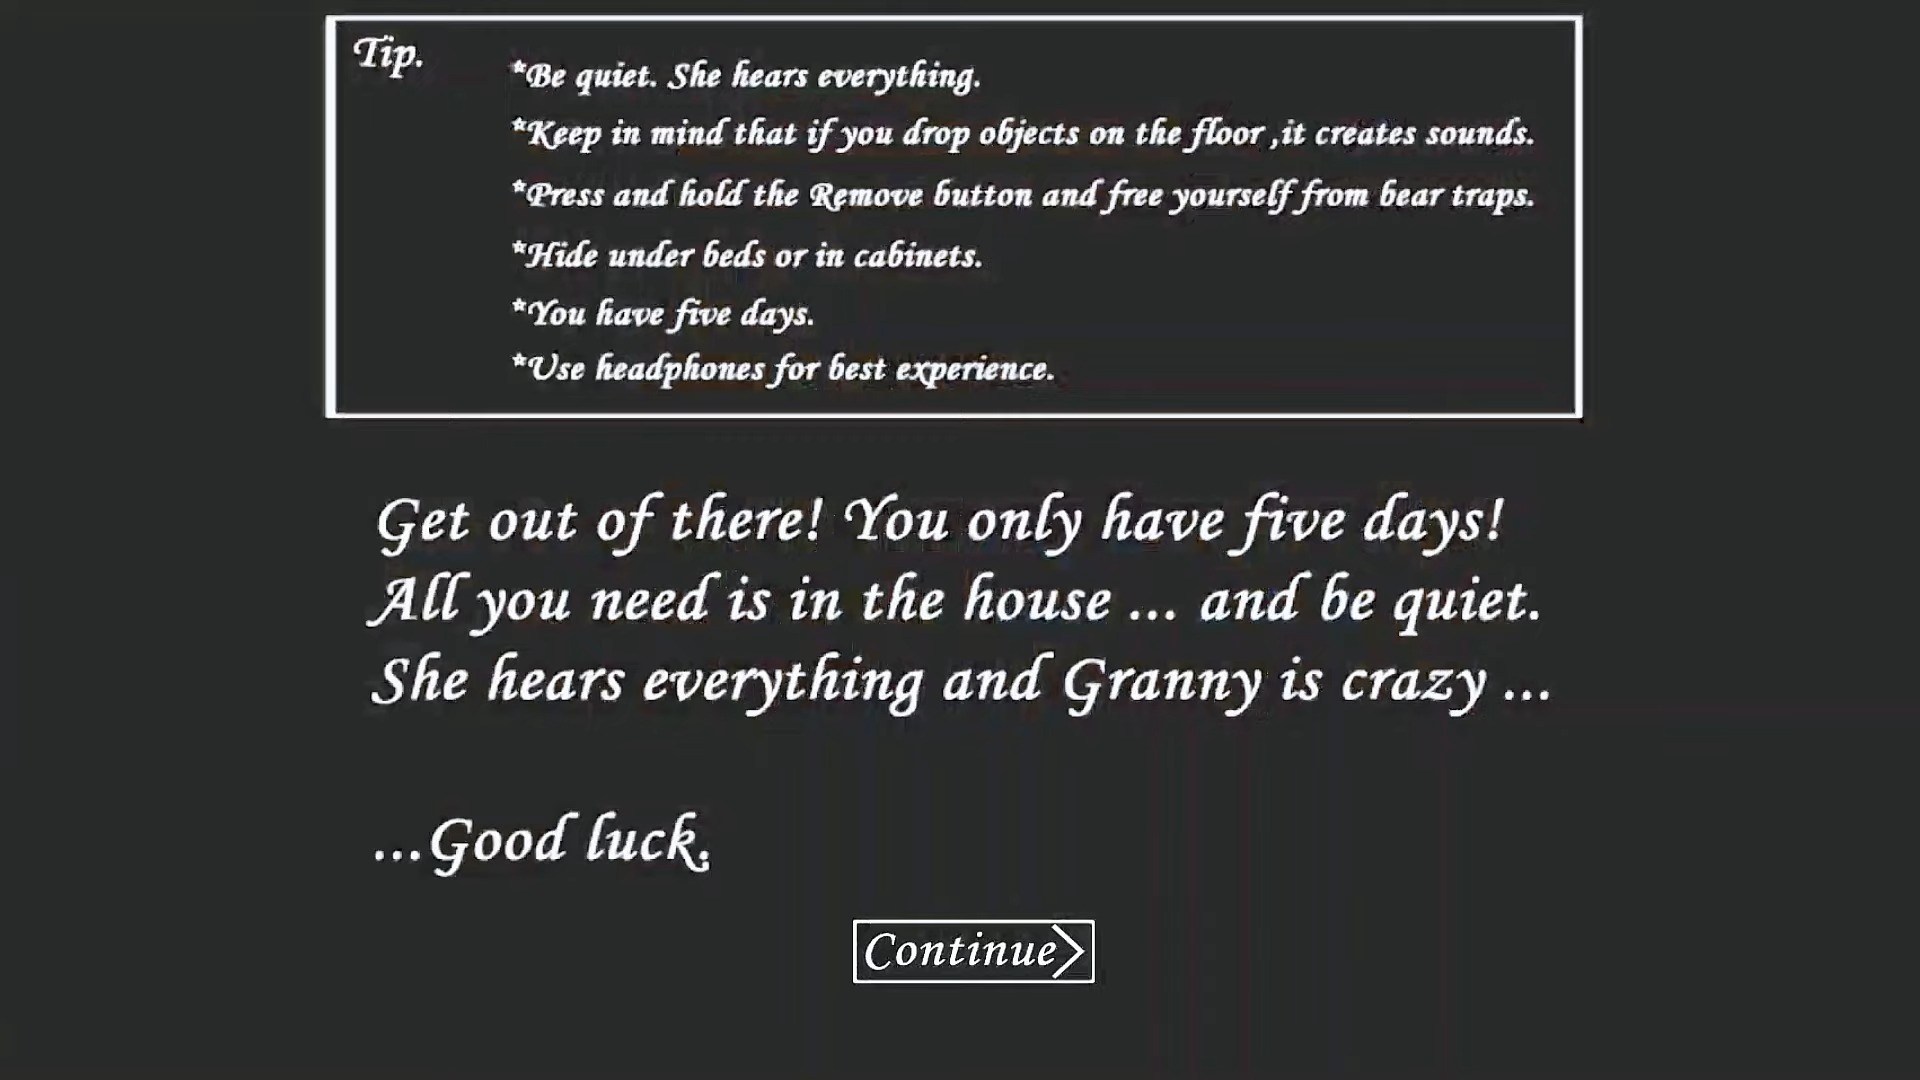 Tip.
*Be quiet. She hears everything.
*Keep in mind that if you drop objects on the floor ,it creates sounds.
*Press and hold the Remove button and free yourself from bear traps.
*Hide under beds or in cabinets.
*You have five days.
*Use headphones for best experience.
Get out of there! You only have five days!
All you need is in the house ... and be quiet.
She hears everything and Granny is crazy ...
...Good luck.
Continue>